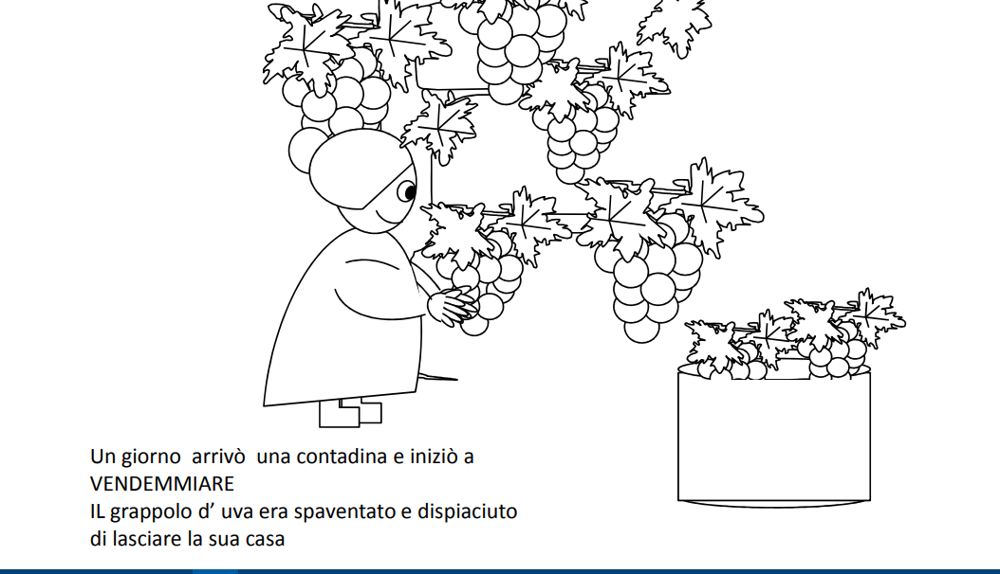 Un giorno  arrivò  una contadina e iniziò a
VENDEMMIARE
IL grappolo d’ uva era spaventato e dispiaciuto
di lasciare la sua casa